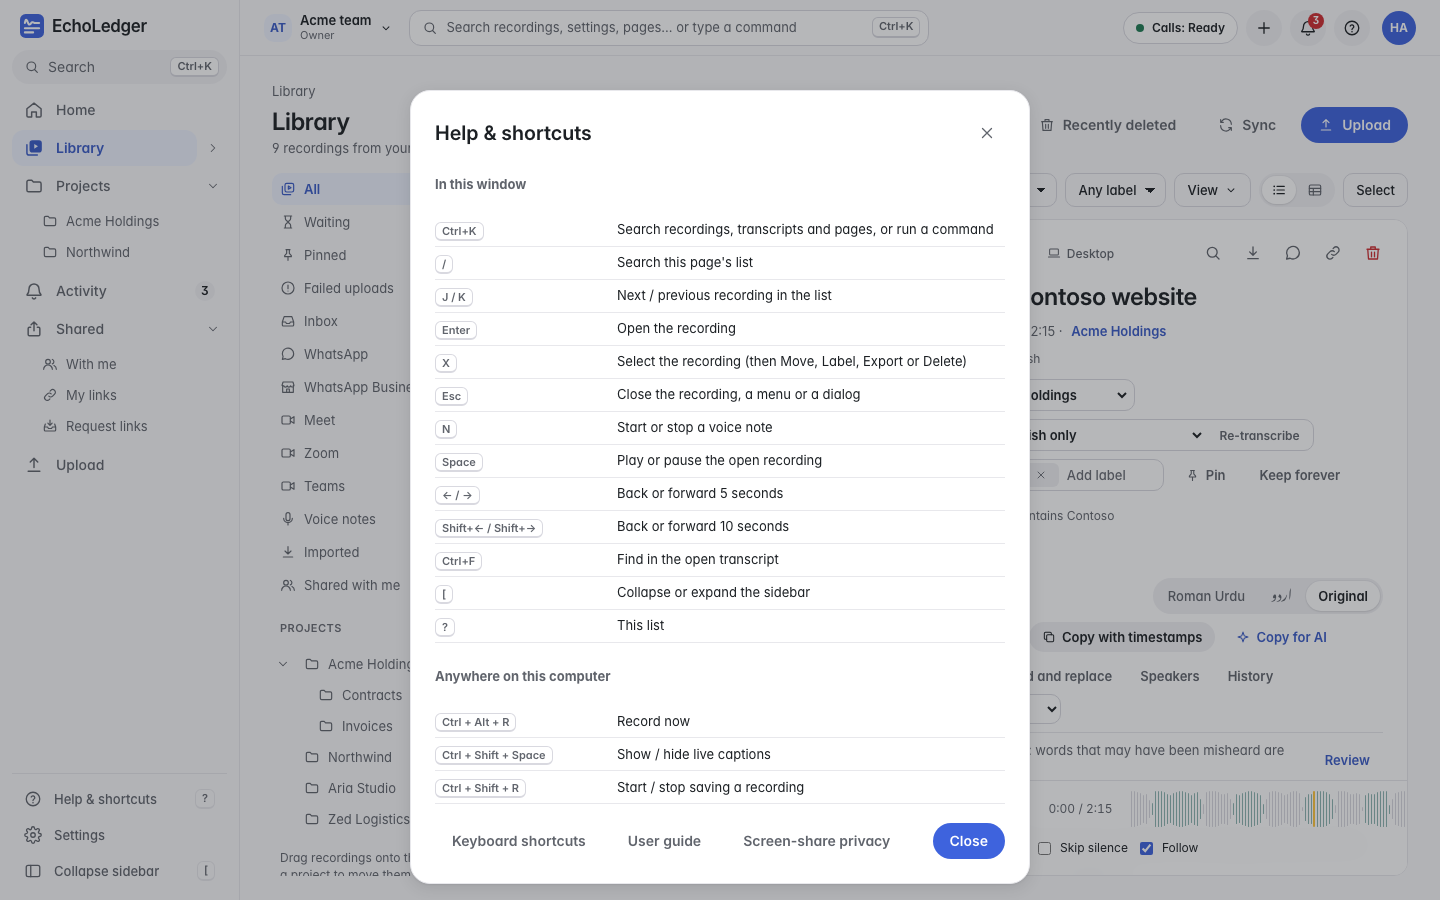 EchoLedger
Search Ctrl+K
Home
Library
Projects
Acme Holdings
Northwind
Activity 3
Shared
With me
My links
Request links
Upload
Help & shortcuts ?
Settings
Collapse sidebar [
AT Acme team
Owner
Search recordings, settings, pages... or type a command Ctrl+K
Calls: Ready
3
HA
Library
Library
9 recordings from your
Recently deleted Sync Upload
All
Waiting
Pinned
Failed uploads
Inbox
WhatsApp
WhatsApp Busine
Meet
Zoom
Teams
Voice notes
Imported
Shared with me
PROJECTS
Acme Holding
Contracts
Invoices
Northwind
Aria Studio
Zed Logistics
Drag recordings onto th
a project to move them
Help & shortcuts
In this window
Ctrl+K Search recordings, transcripts and pages, or run a command
/ Search this page's list
J / K Next / previous recording in the list
Enter Open the recording
X Select the recording (then Move, Label, Export or Delete)
Esc Close the recording, a menu or a dialog
N Start or stop a voice note
Space Play or pause the open recording
← / → Back or forward 5 seconds
Shift+← / Shift+→ Back or forward 10 seconds
Ctrl+F Find in the open transcript
[ Collapse or expand the sidebar
? This list
Anywhere on this computer
Ctrl + Alt + R Record now
Ctrl + Shift + Space Show / hide live captions
Ctrl + Shift + R Start / stop saving a recording
Keyboard shortcuts User guide Screen-share privacy Close
Any label View Select
Desktop
ontoso website
2:15 · Acme Holdings
sh
oldings
ish only Re-transcribe
× Add label Pin Keep forever
ntains Contoso
Roman Urdu اردو Original
Copy with timestamps Copy for AI
d and replace Speakers History
words that may have been misheard are
Review
0:00 / 2:15
Skip silence Follow